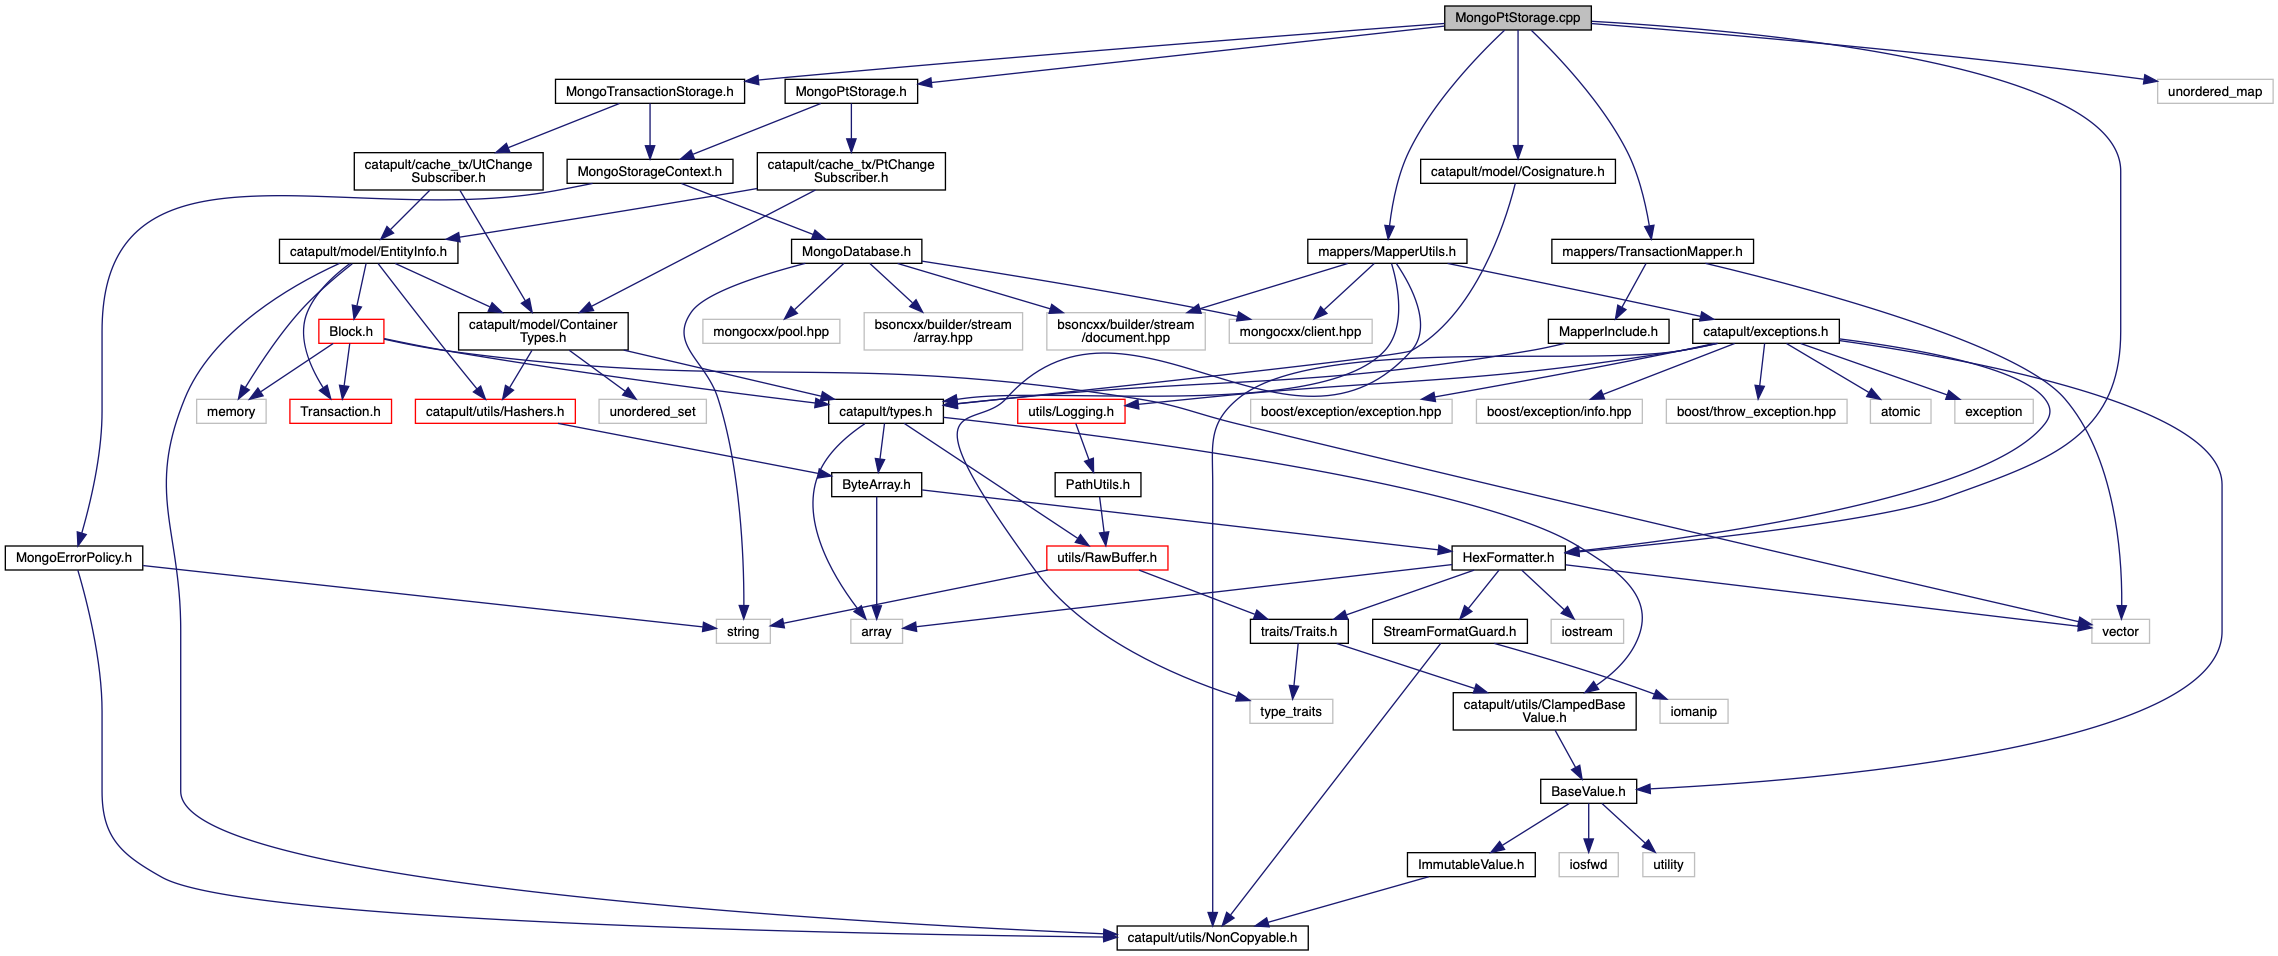 MongoPtStorage.cpp
MongoTransactionStorage.h
MongoPtStorage.h
unordered_map
catapult/cache_tx/UtChange
Subscriber.h
MongoStorageContext.h
catapult/cache_tx/PtChange
Subscriber.h
catapult/model/Cosignature.h
catapult/model/EntityInfo.h
MongoDatabase.h
mappers/MapperUtils.h
mappers/TransactionMapper.h
Block.h
catapult/model/Container
Types.h
mongocxx/pool.hpp
bsoncxx/builder/stream
/array.hpp
bsoncxx/builder/stream
/document.hpp
mongocxx/client.hpp
MapperInclude.h
catapult/exceptions.h
memory
Transaction.h
catapult/utils/Hashers.h
unordered_set
catapult/types.h
utils/Logging.h
boost/exception/exception.hpp
boost/exception/info.hpp
boost/throw_exception.hpp
atomic
exception
ByteArray.h
PathUtils.h
MongoErrorPolicy.h
utils/RawBuffer.h
HexFormatter.h
string
array
traits/Traits.h
StreamFormatGuard.h
iostream
vector
type_traits
catapult/utils/ClampedBase
Value.h
iomanip
BaseValue.h
ImmutableValue.h
iosfwd
utility
catapult/utils/NonCopyable.h